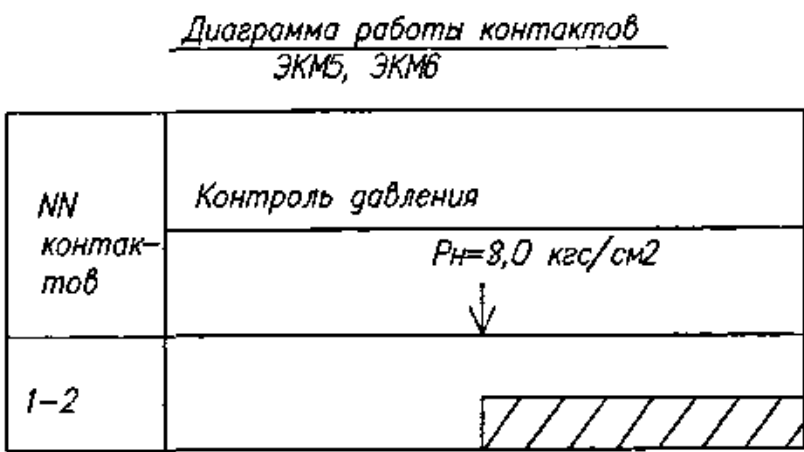 Диаграмма работы контактов
ЭКМ5, ЭКМ6
NN
контак-
тов
Контроль давления
Рн=8,0 кгс/см2
1-2